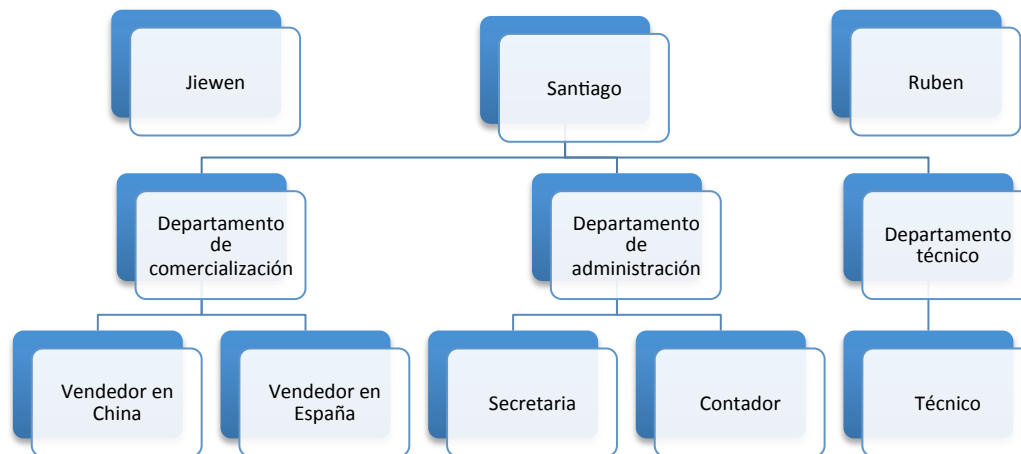 Jiewen
Santiago
Ruben
Departamento
de
comercialización
Departamento
de
administración
Departamento
técnico
Vendedor en
China
Vendedor en
España
Secretaria
Contador
Técnico